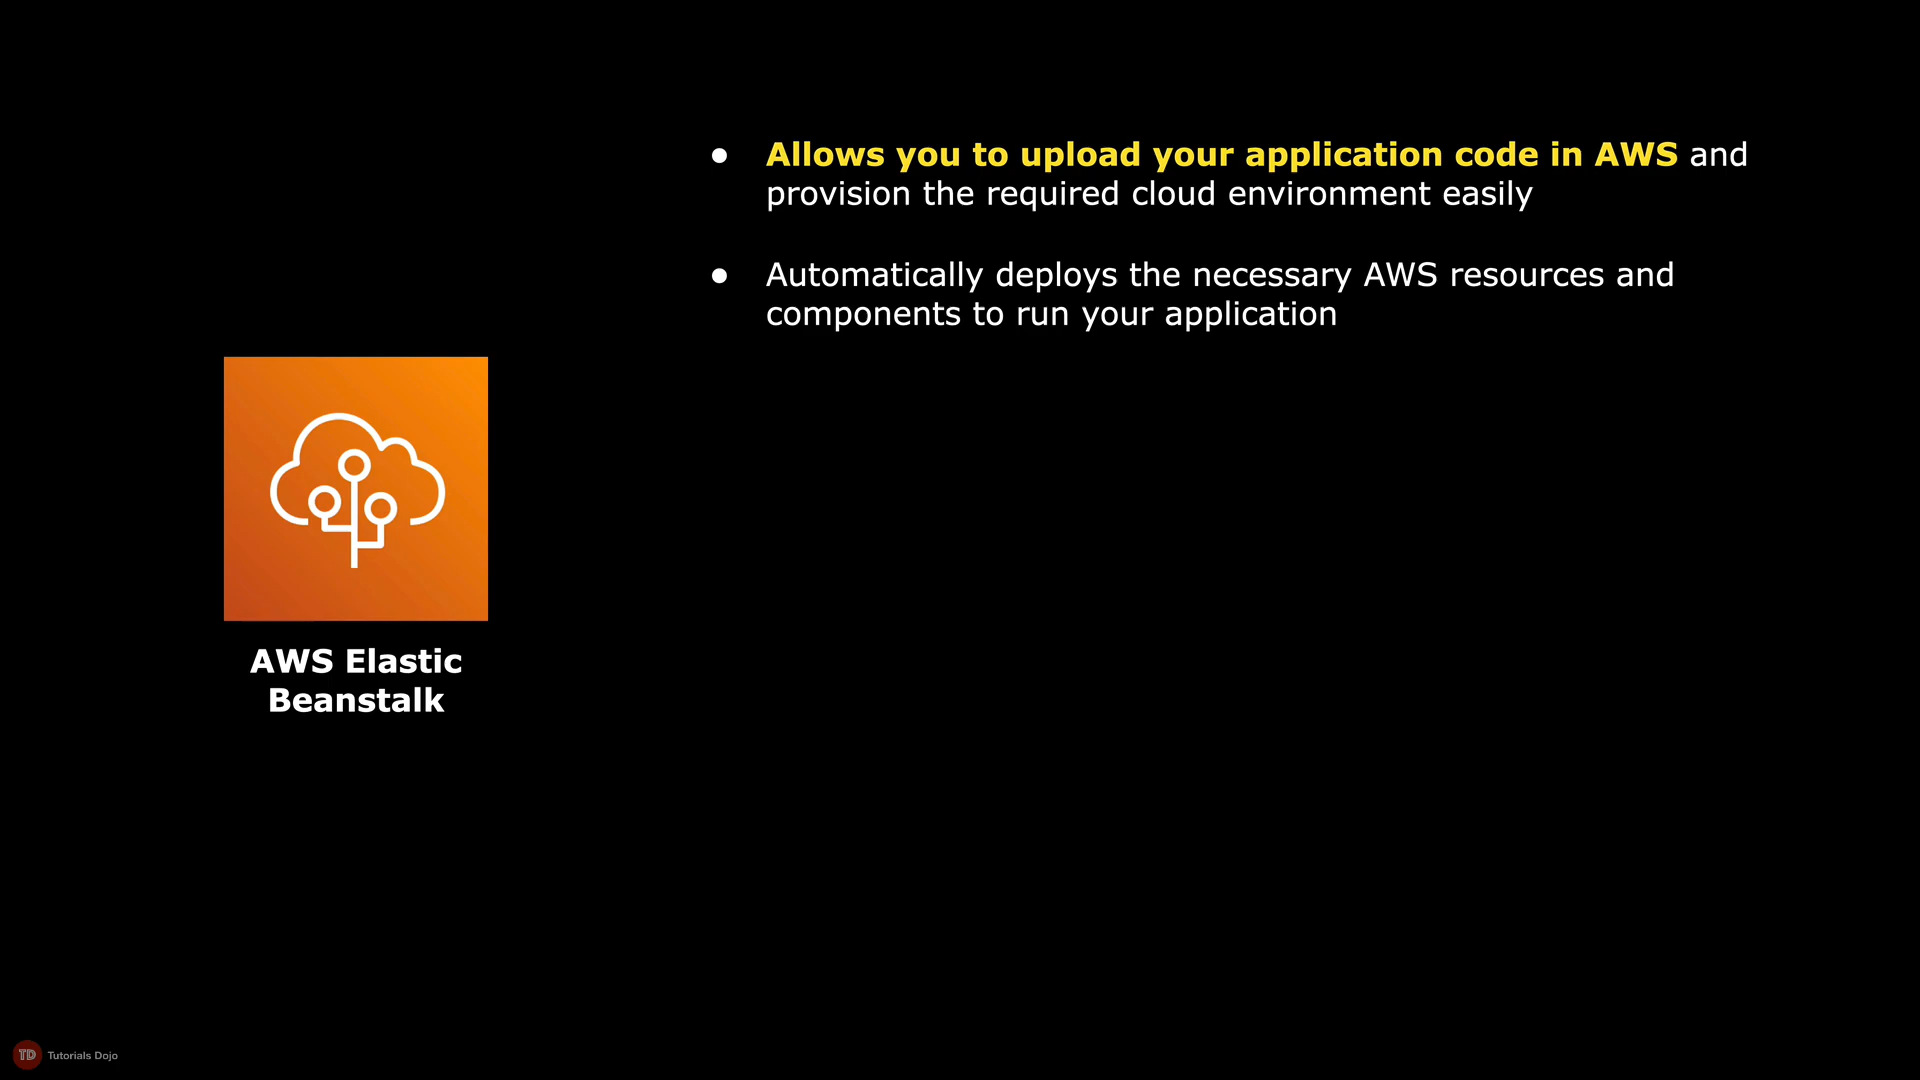 ● Allows you to upload your application code in AWS and
provision the required cloud environment easily
● Automatically deploys the necessary AWS resources and
components to run your application
AWS Elastic
Beanstalk
TD Tutorials Dojo